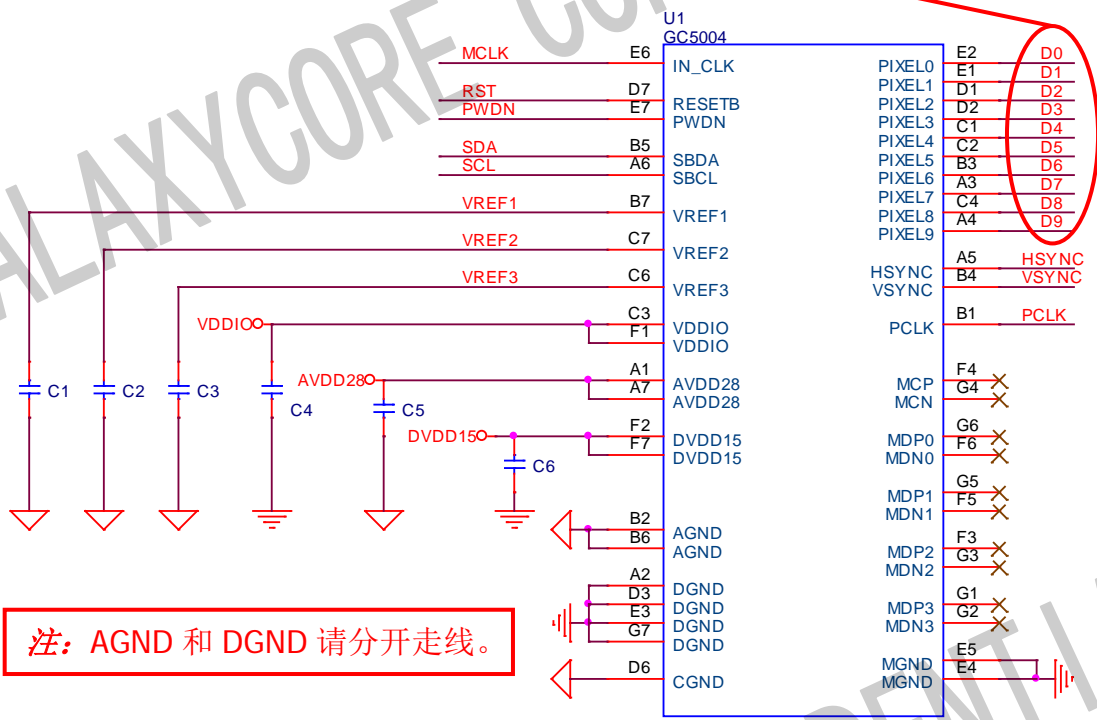 GALAXYCORE CON
U1
GC5004
MCLK E6 IN_CLK
RST D7 RESETB
PWDN E7 PWDN
SDA B5 SBDA
SCL A6 SBCL
VREF1 B7 VREF1
VREF2 C7 VREF2
VREF3 C6 VREF3
VDDIO C3 VDDIO
F1 VDDIO
AVDD28 A1 AVDD28
A7 AVDD28
DVDD15 F2 DVDD15
F7 DVDD15
C1
C2
C3
C4
C5
C6
B2 AGND
B6 AGND
A2 DGND
D3 DGND
E3 DGND
G7 DGND
D6 CGND
PIXEL0 E2 D0
PIXEL1 E1 D1
PIXEL2 D1 D2
PIXEL3 D2 D3
PIXEL4 C1 D4
PIXEL5 C2 D5
PIXEL6 B3 D6
PIXEL7 A3 D7
PIXEL8 C4 D8
PIXEL9 A4 D9
HSYNC A5 HSYNC
VSYNC B4 VSYNC
PCLK B1 PCLK
MCP F4
MCN G4
MDP0 G6
MDN0 F6
MDP1 G5
MDN1 F5
MDP2 F3
MDN2 G3
MDP3 G1
MDN3 G2
MGND E5
MGND E4
注：AGND 和 DGND 请分开走线。